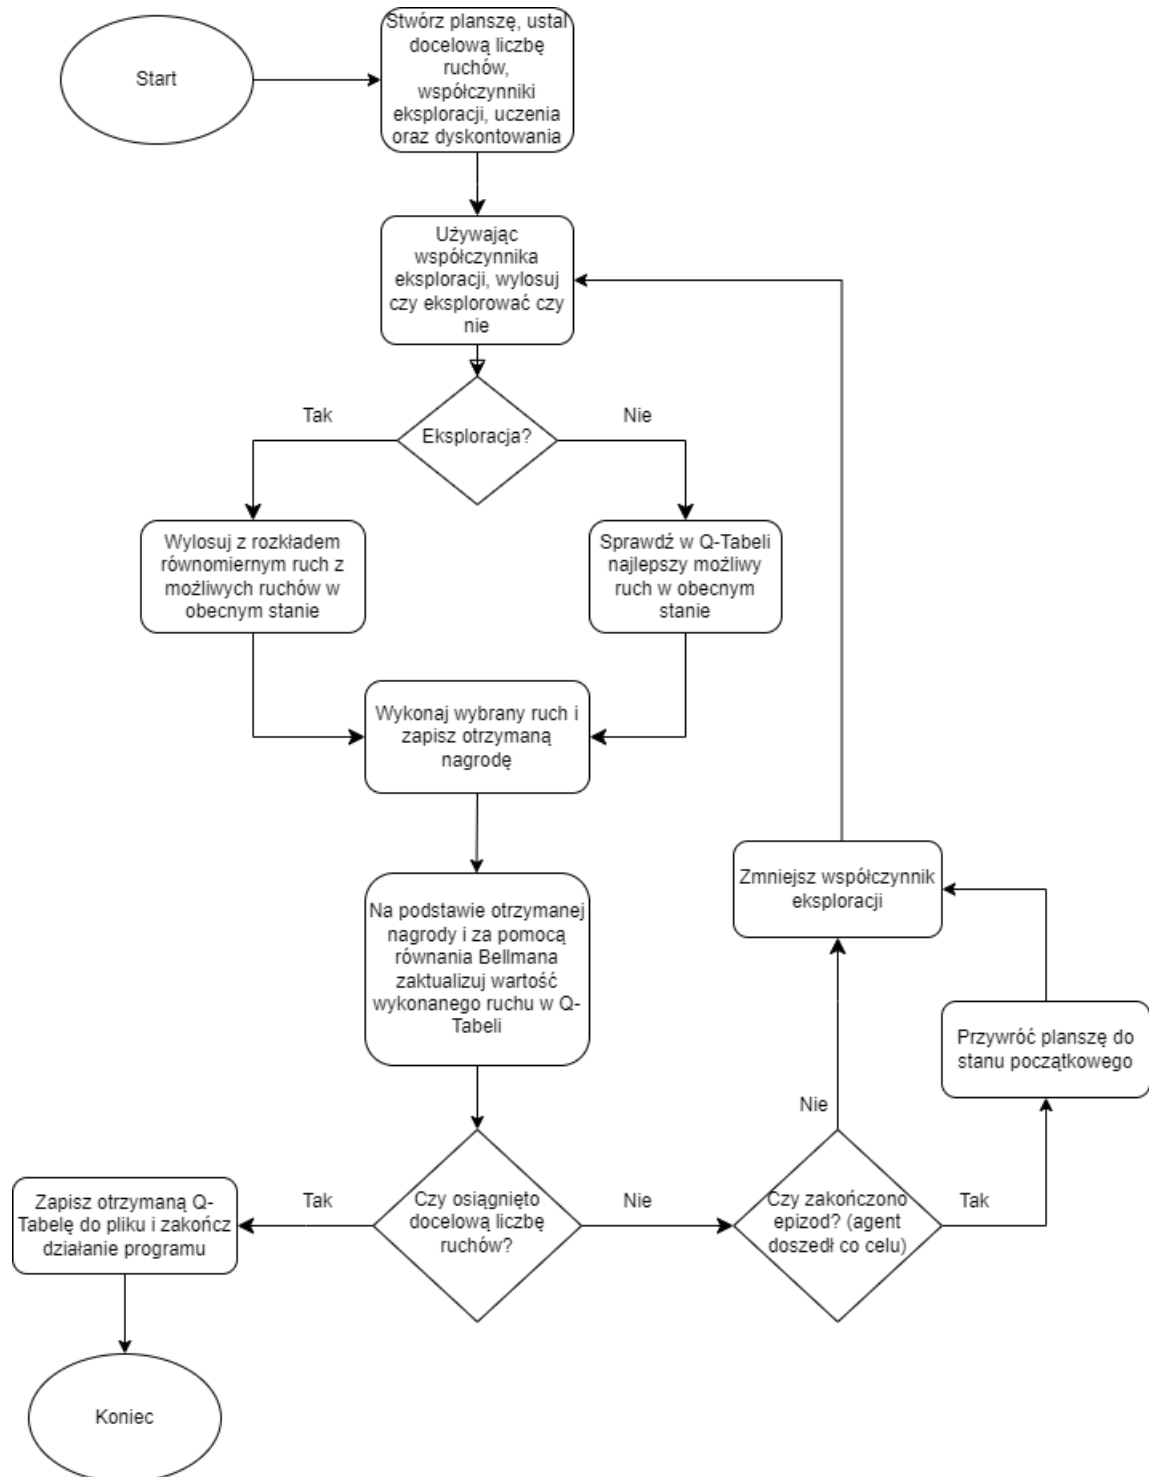 Start
Stwórz planszę, ustal
docelową liczbę
ruchów,
współczynniki
eksploracji, uczenia
oraz dyskontowania
Używając
współczynnika
eksploracji, wylosuj
czy eksplorować czy
nie
Eksploracja?
Tak
Nie
Wylosuj z rozkładem
równomiernym ruch z
możliwych ruchów w
obecnym stanie
Sprawdź w Q-Tabeli
najlepszy możliwy
ruch w obecnym
stanie
Wykonaj wybrany ruch i
zapisz otrzymaną
nagrodę
Na podstawie otrzymanej
nagrody i za pomocą
równania Bellmana
zaktualizuj wartość
wykonanego ruchu w Q-
Tabeli
Czy osiągnięto
docelową liczbę
ruchów?
Tak
Zapisz otrzymaną Q-
Tabelę do pliku i zakończ
działanie programu
Koniec
Nie
Czy zakończono
epizod? (agent
doszedł co celu)
Nie
Tak
Przywróć planszę do
stanu początkowego
Zmniejsz współczynnik
eksploracji